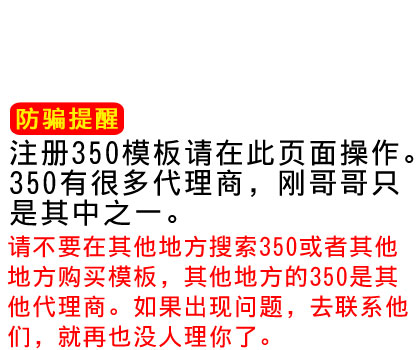 防骗提醒
注册350模板请在此页面操作。
350有很多代理商，刚哥哥只
是其中之一。
请不要在其他地方搜索350或者其他
地方购买模板，其他地方的350是其
他代理商。如果出现问题，去联系他
们，就再也没人理你了。